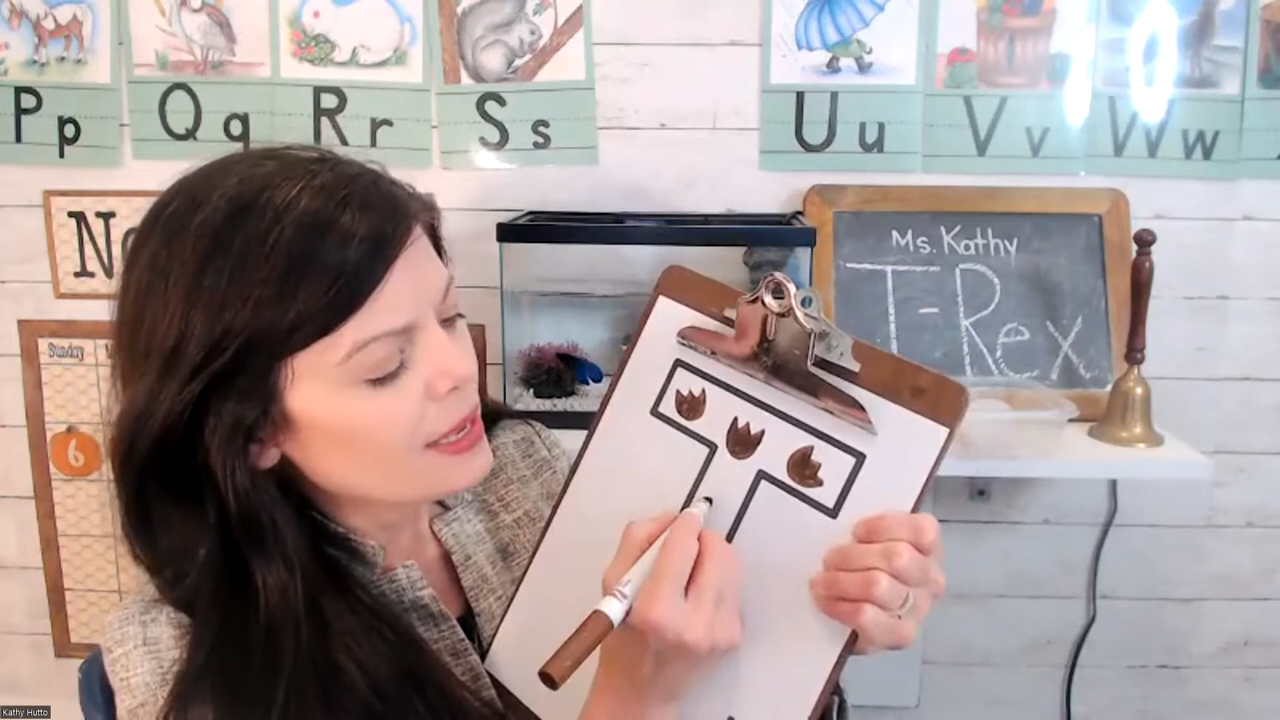 Pp
Qq
Rr
Ss
Uu
Vv
Ww
Sunday
6
Ms. Kathy
T-Rex
T
Kathy Hutto